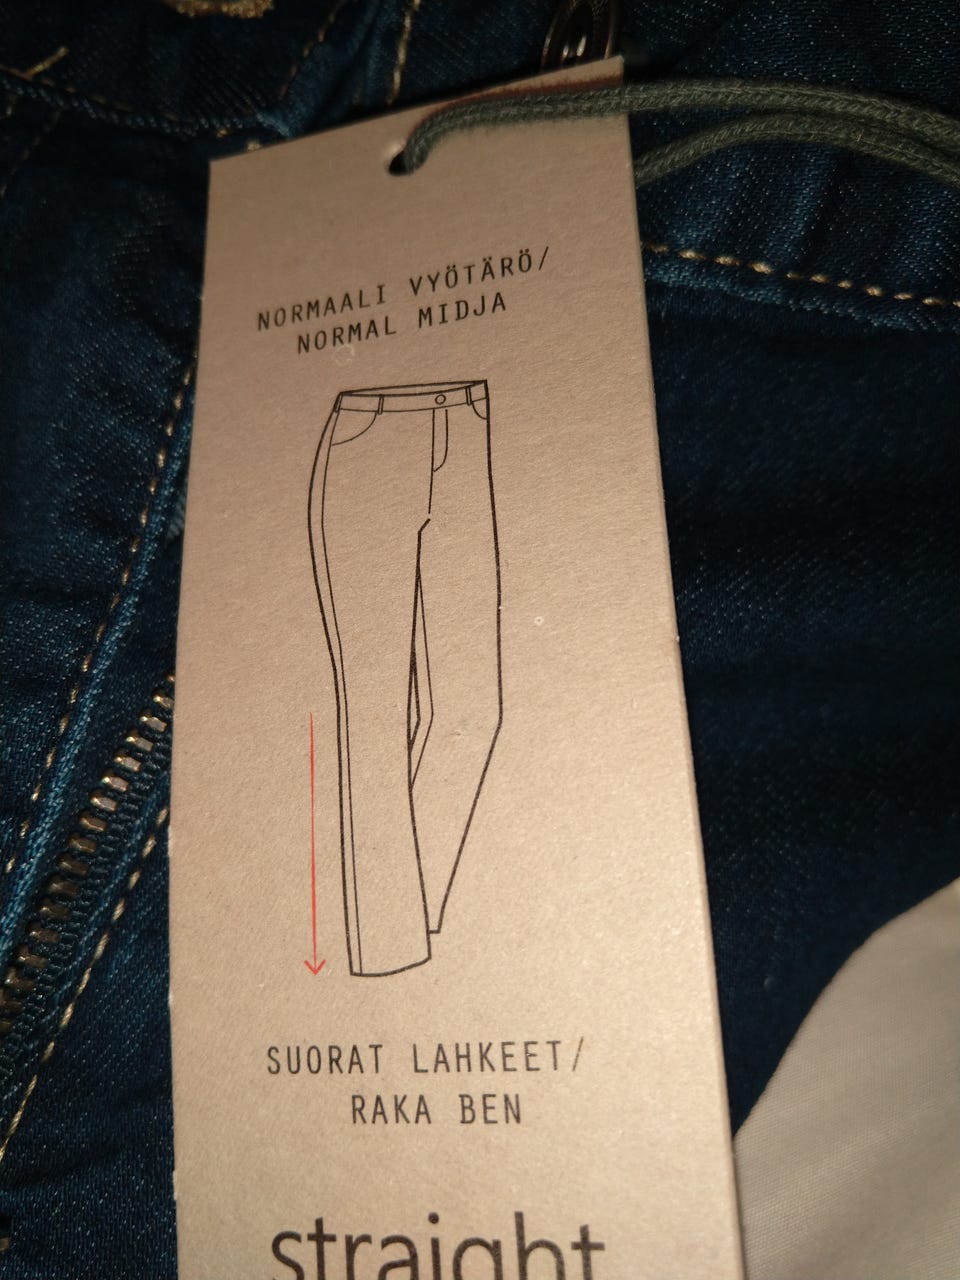 NORMAALI VYÖTÄRÖ/
NORMAL MIDJA
SUORAT LAHKEET/
RAKA BEN
straight